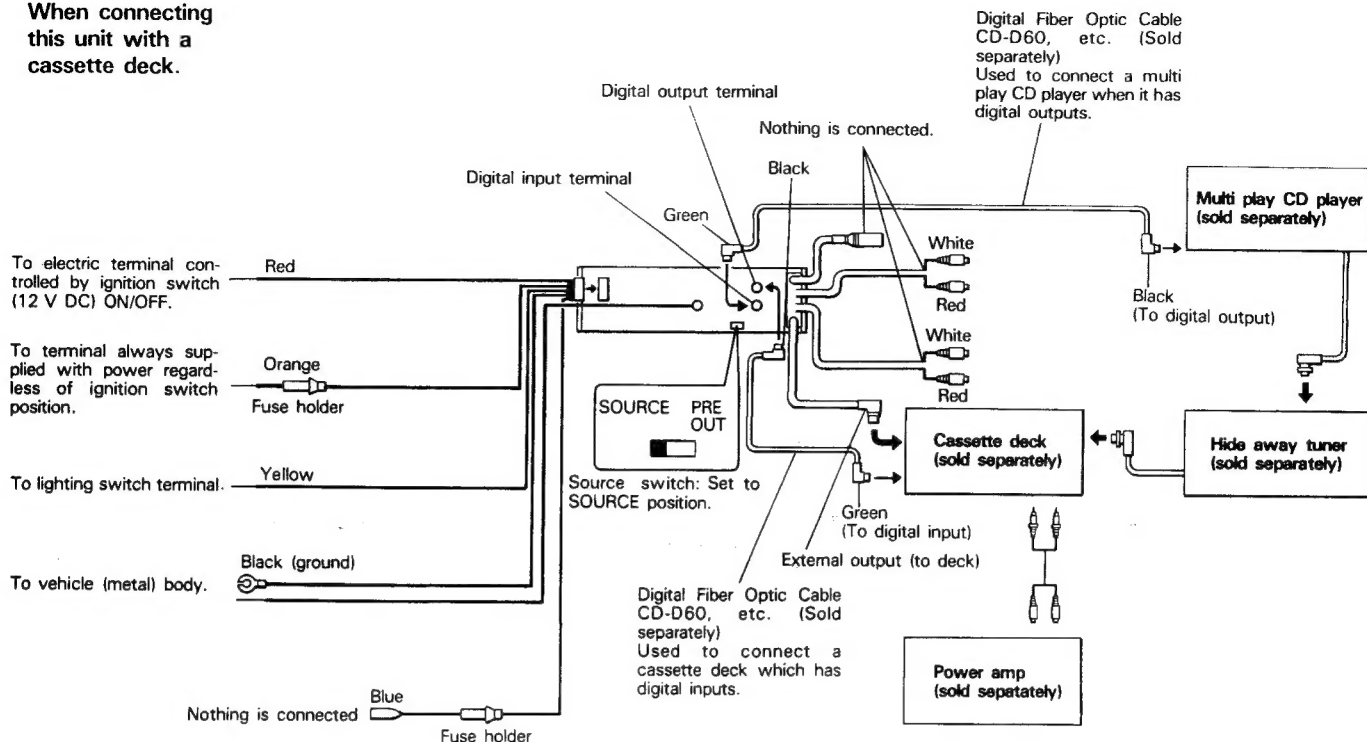 When connecting
this unit with a
cassette deck.
Digital Fiber Optic Cable
CD-D60, etc. (Sold
separately)
Used to connect a multi
play CD player when it has
digital outputs.
Digital output terminal
Nothing is connected.
Black
Digital input terminal
Green
Multi play CD player
(sold separately)
White
Red
Black
(To digital output)
To electric terminal con-
trolled by ignition switch
(12 V DC) ON/OFF.
Red
To terminal always sup-
plied with power regard-
less of ignition switch
position.
Orange
Fuse holder
White
Red
SOURCE PRE
OUT
Source switch: Set to
SOURCE position.
Cassette deck
(sold separately)
Hide away tuner
(sold separately)
To lighting switch terminal.
Yellow
Green
(To digital input)
External output (to deck)
To vehicle (metal) body.
Black (ground)
Digital Fiber Optic Cable
CD-D60, etc. (Sold
separately)
Used to connect a
cassette deck which has
digital inputs.
Power amp
(sold sepatately)
Nothing is connected
Blue
Fuse holder